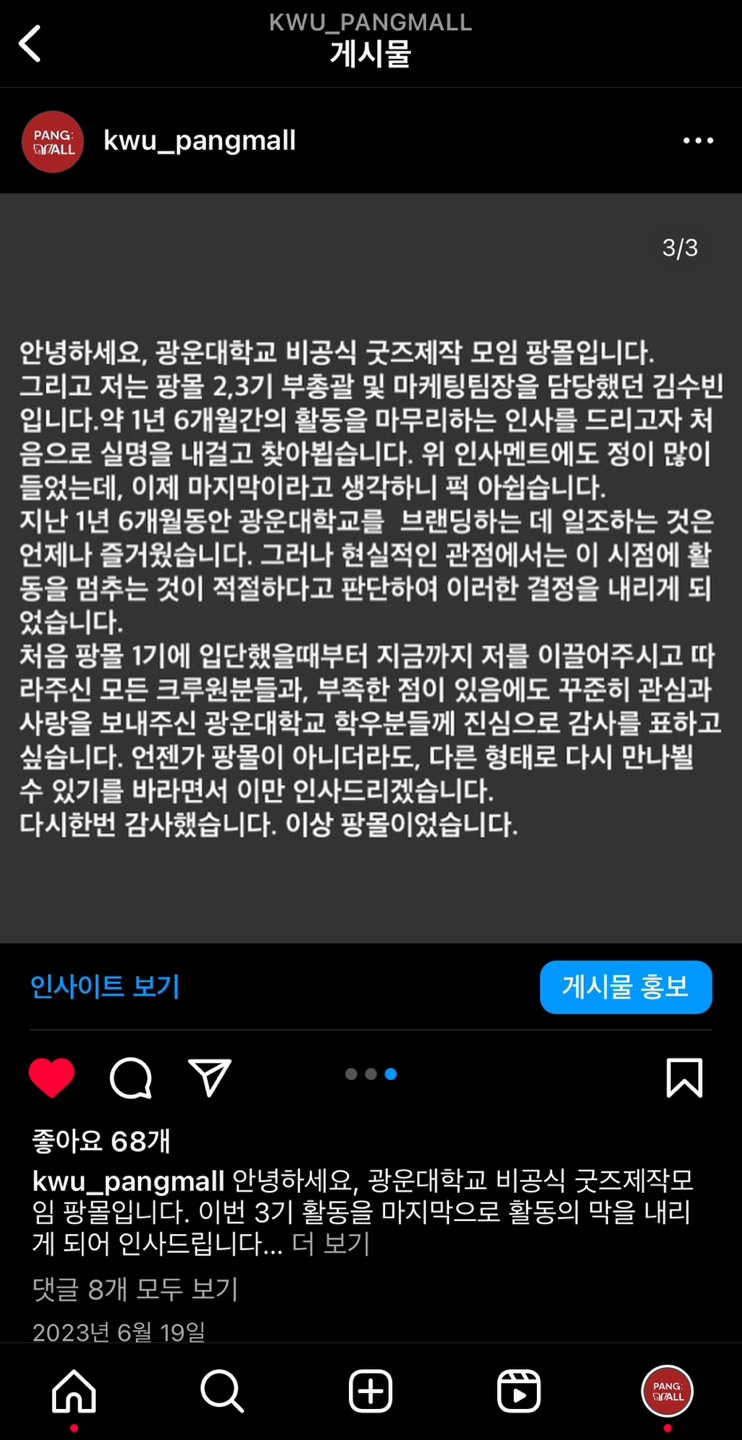 KWU_PANGMALL
게시물
PANG:
MALL
kwu_pangmall
3/3
안녕하세요, 광운대학교 비공식 굿즈제작 모임 팡몰입니다.
그리고 저는 팡몰 2,3기 부총괄 및 마케팅팀장을 담당했던 김수빈
입니다.약 1년 6개월간의 활동을 마무리하는 인사를 드리고자 처
음으로 실명을 내걸고 찾아뵙습니다. 위 인사멘트에도 정이 많이
들었는데, 이제 마지막이라고 생각하니 퍽 아쉽습니다.
지난 1년 6개월동안 광운대학교를  브랜딩하는 데 일조하는 것은
언제나 즐거웠습니다. 그러나 현실적인 관점에서는 이 시점에 활
동을 멈추는 것이 적절하다고 판단하여 이러한 결정을 내리게 되
었습니다.
처음 팡몰 1기에 입단했을때부터 지금까지 저를 이끌어주시고 따
라주신 모든 크루원분들과, 부족한 점이 있음에도 꾸준히 관심과
사랑을 보내주신 광운대학교 학우분들께 진심으로 감사를 표하고
싶습니다. 언젠가 팡몰이 아니더라도, 다른 형태로 다시 만나뵐
수 있기를 바라면서 이만 인사드리겠습니다.
다시한번 감사했습니다. 이상 팡몰이었습니다.
인사이트 보기
게시물 홍보
좋아요 68개
kwu_pangmall 안녕하세요, 광운대학교 비공식 굿즈제작모
임 팡몰입니다. 이번 3기 활동을 마지막으로 활동의 막을 내리
게 되어 인사드립니다... 더 보기
댓글 8개 모두 보기
2023년 6월 19일
PANG:
MALL